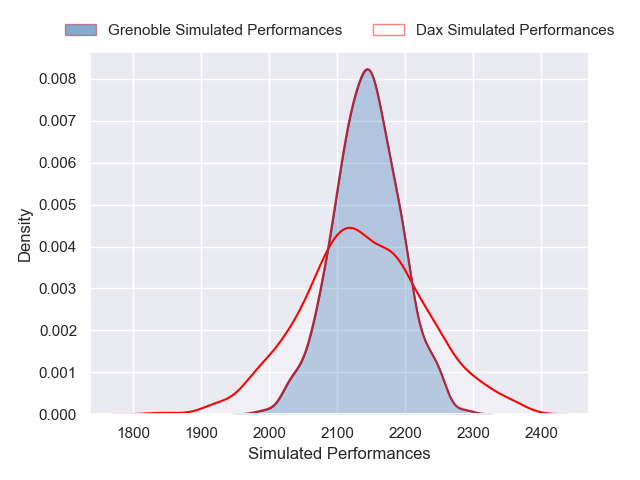 Grenoble Simulated Performances Dax Simulated Performances
0.008
0.007
0.006
0.005
0.004
0.003
0.002
0.001
0.000
Density
1800 1900 2000 2100 2200 2300 2400
Simulated Performances